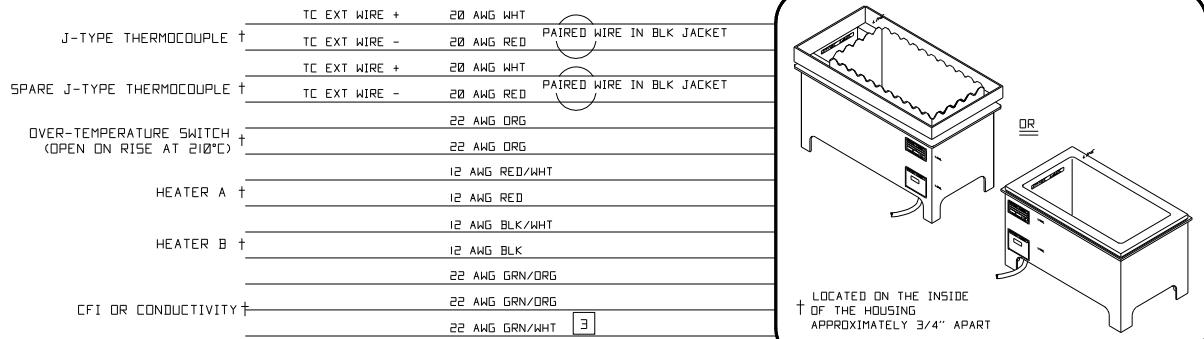 TC EXT WIRE + 20 AWG WHT
J-TYPE THERMOCOUPLE †
TC EXT WIRE - 20 AWG RED PAIRED WIRE IN BLK JACKET
TC EXT WIRE + 20 AWG WHT
SPARE J-TYPE THERMOCOUPLE †
TC EXT WIRE - 20 AWG RED PAIRED WIRE IN BLK JACKET
22 AWG ORG
OVER-TEMPERATURE SWITCH †
(OPEN ON RISE AT 210°C)
22 AWG ORG
12 AWG RED/WHT
HEATER A †
12 AWG RED
12 AWG BLK/WHT
HEATER B †
12 AWG BLK
22 AWG GRN/ORG
CFI OR CONDUCTIVITY †
22 AWG GRN/ORG
22 AWG GRN/WHT 3
OR
† LOCATED ON THE INSIDE
OF THE HOUSING
APPROXIMATELY 3/4" APART